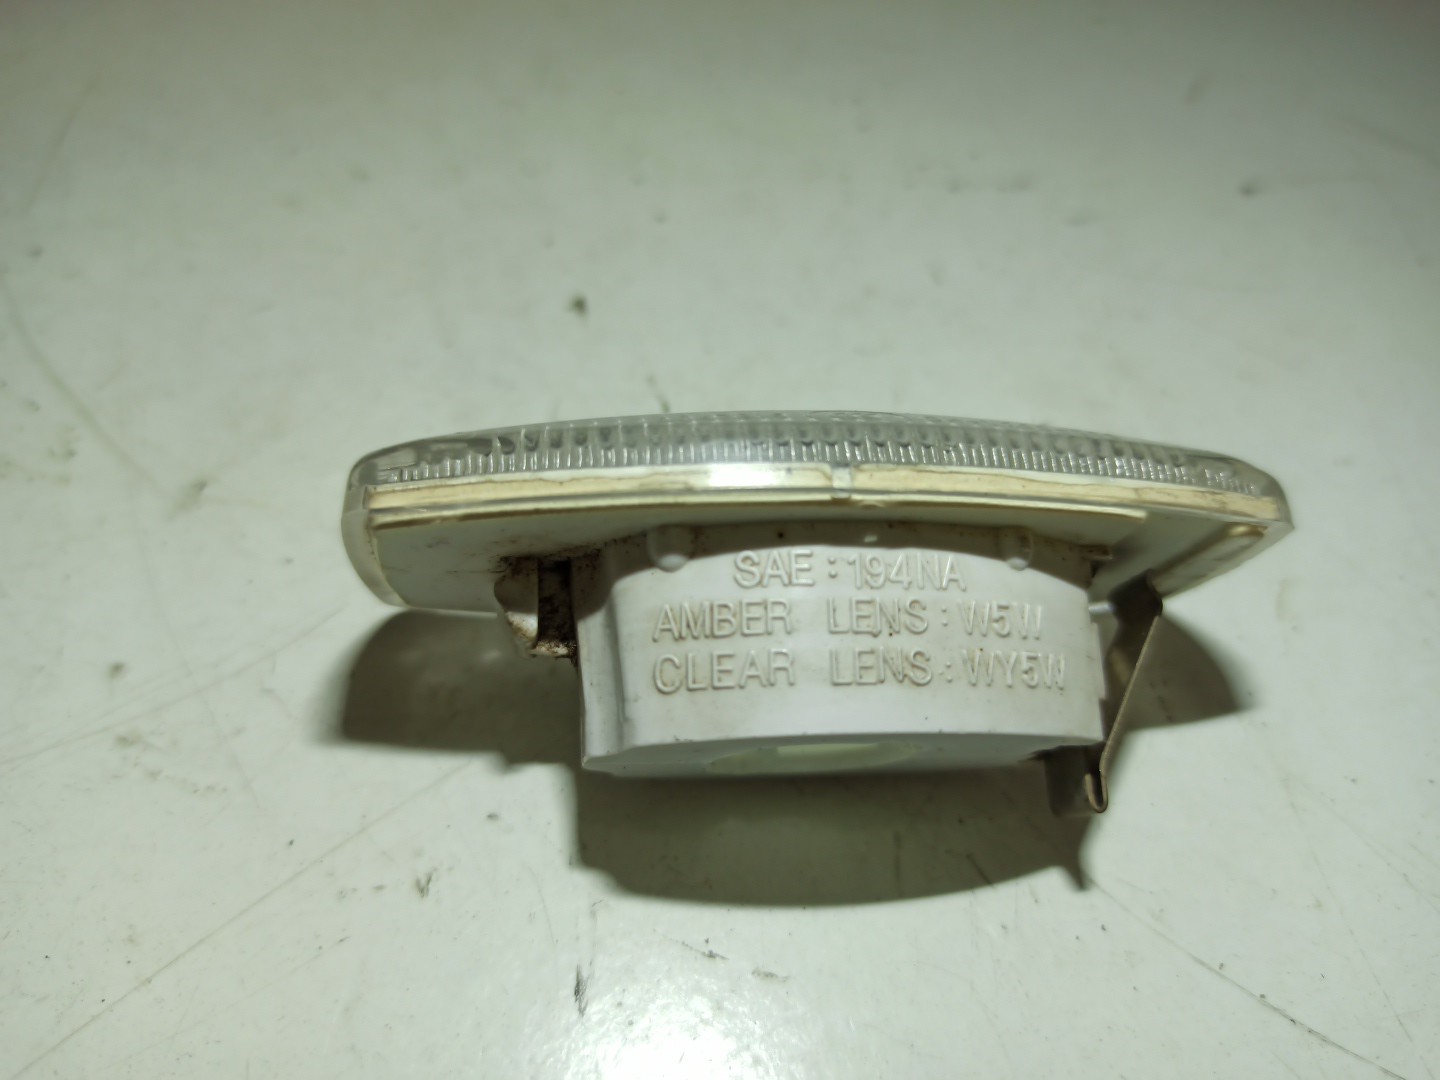 SAE : 194NA
AMBER LENS : W5W
CLEAR LENS : WY5W